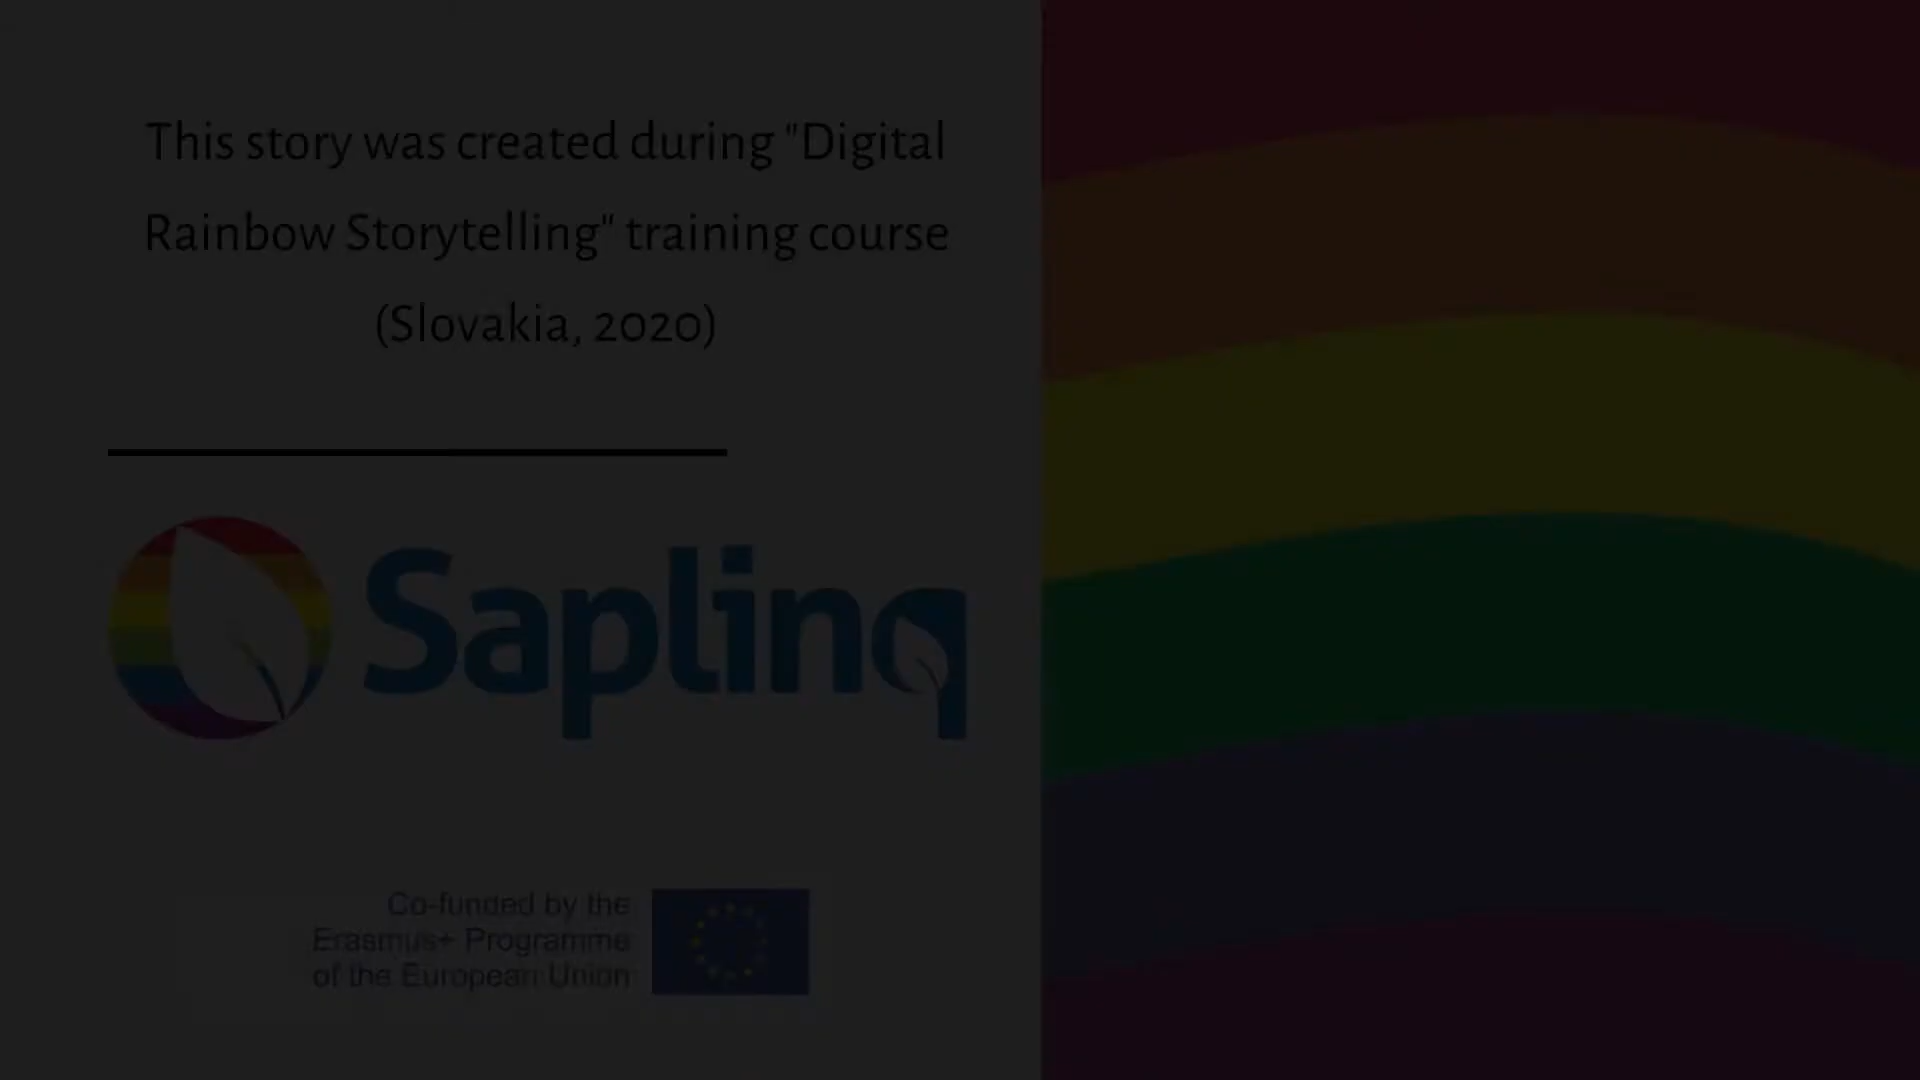 This story was created during "Digital
Rainbow Storytelling" training course
(Slovakia, 2020)
Saplinq
Co-funded by the
Erasmus+ Programme
of the European Union